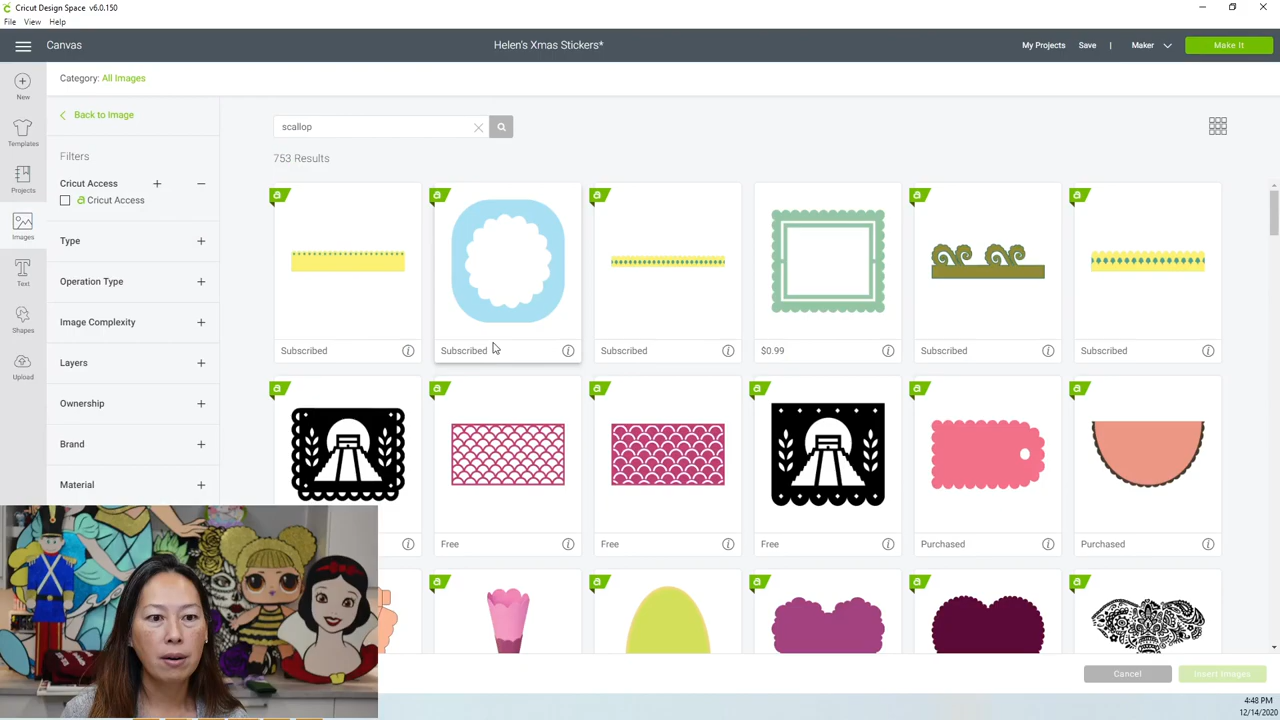 Cricut Design Space v6.0.150
File View Help
Canvas
Helen's Xmas Stickers*
My Projects Save | Maker Make It
New
Templates
Projects
Images
Text
Shapes
Upload
Category: All Images
Back to Image
Filters
Cricut Access
Cricut Access
Type
Operation Type
Image Complexity
Layers
Ownership
Brand
Material
scallop
753 Results
Subscribed Subscribed Subscribed $0.99 Subscribed Subscribed
Free Free Free Purchased Purchased
Cancel Insert Images
4:48 PM
12/14/2020